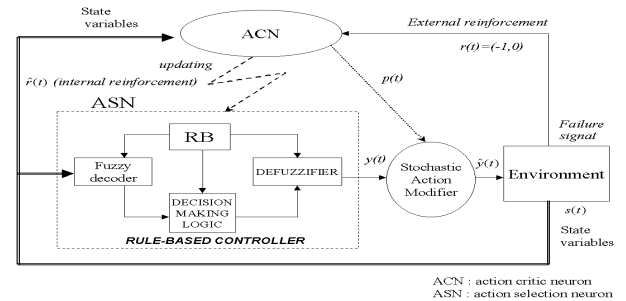 State
variables
ACN
External reinforcement
r(t)=(-1,0)
updating
r̂(t) (internal reinforcement)
p(t)
ASN
RB
Failure
signal
Fuzzy
decoder
DEFUZZIFIER
y(t)
Stochastic
Action
Modifier
ŷ(t)
Environment
DECISION
MAKING
LOGIC
RULE-BASED CONTROLLER
s(t)
State
variables
ACN : action critic neuron
ASN : action selection neuron